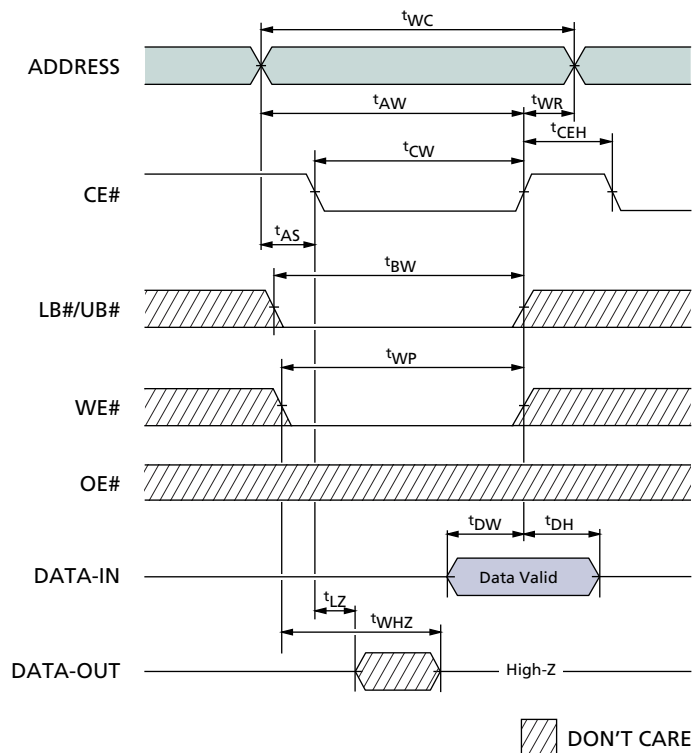 tWC
ADDRESS
tAW
tWR
tCEH
tCW
CE#
tAS
tBW
LB#/UB#
tWP
WE#
OE#
tDW
tDH
DATA-IN
Data Valid
tLZ
tWHZ
DATA-OUT
High-Z
DON'T CARE